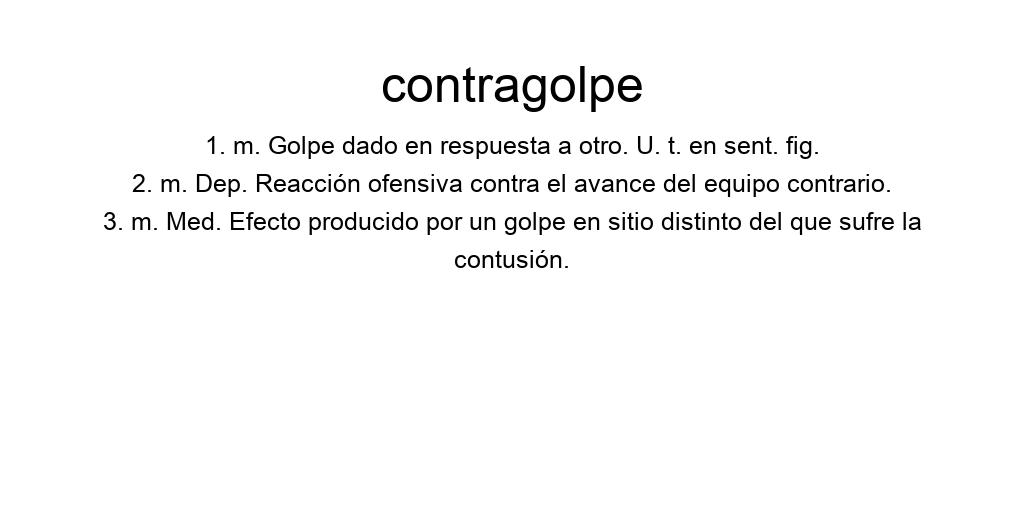 contragolpe
1. m. Golpe dado en respuesta a otro. U. t. en sent. fig.
2. m. Dep. Reacción ofensiva contra el avance del equipo contrario.
3. m. Med. Efecto producido por un golpe en sitio distinto del que sufre la
contusión.